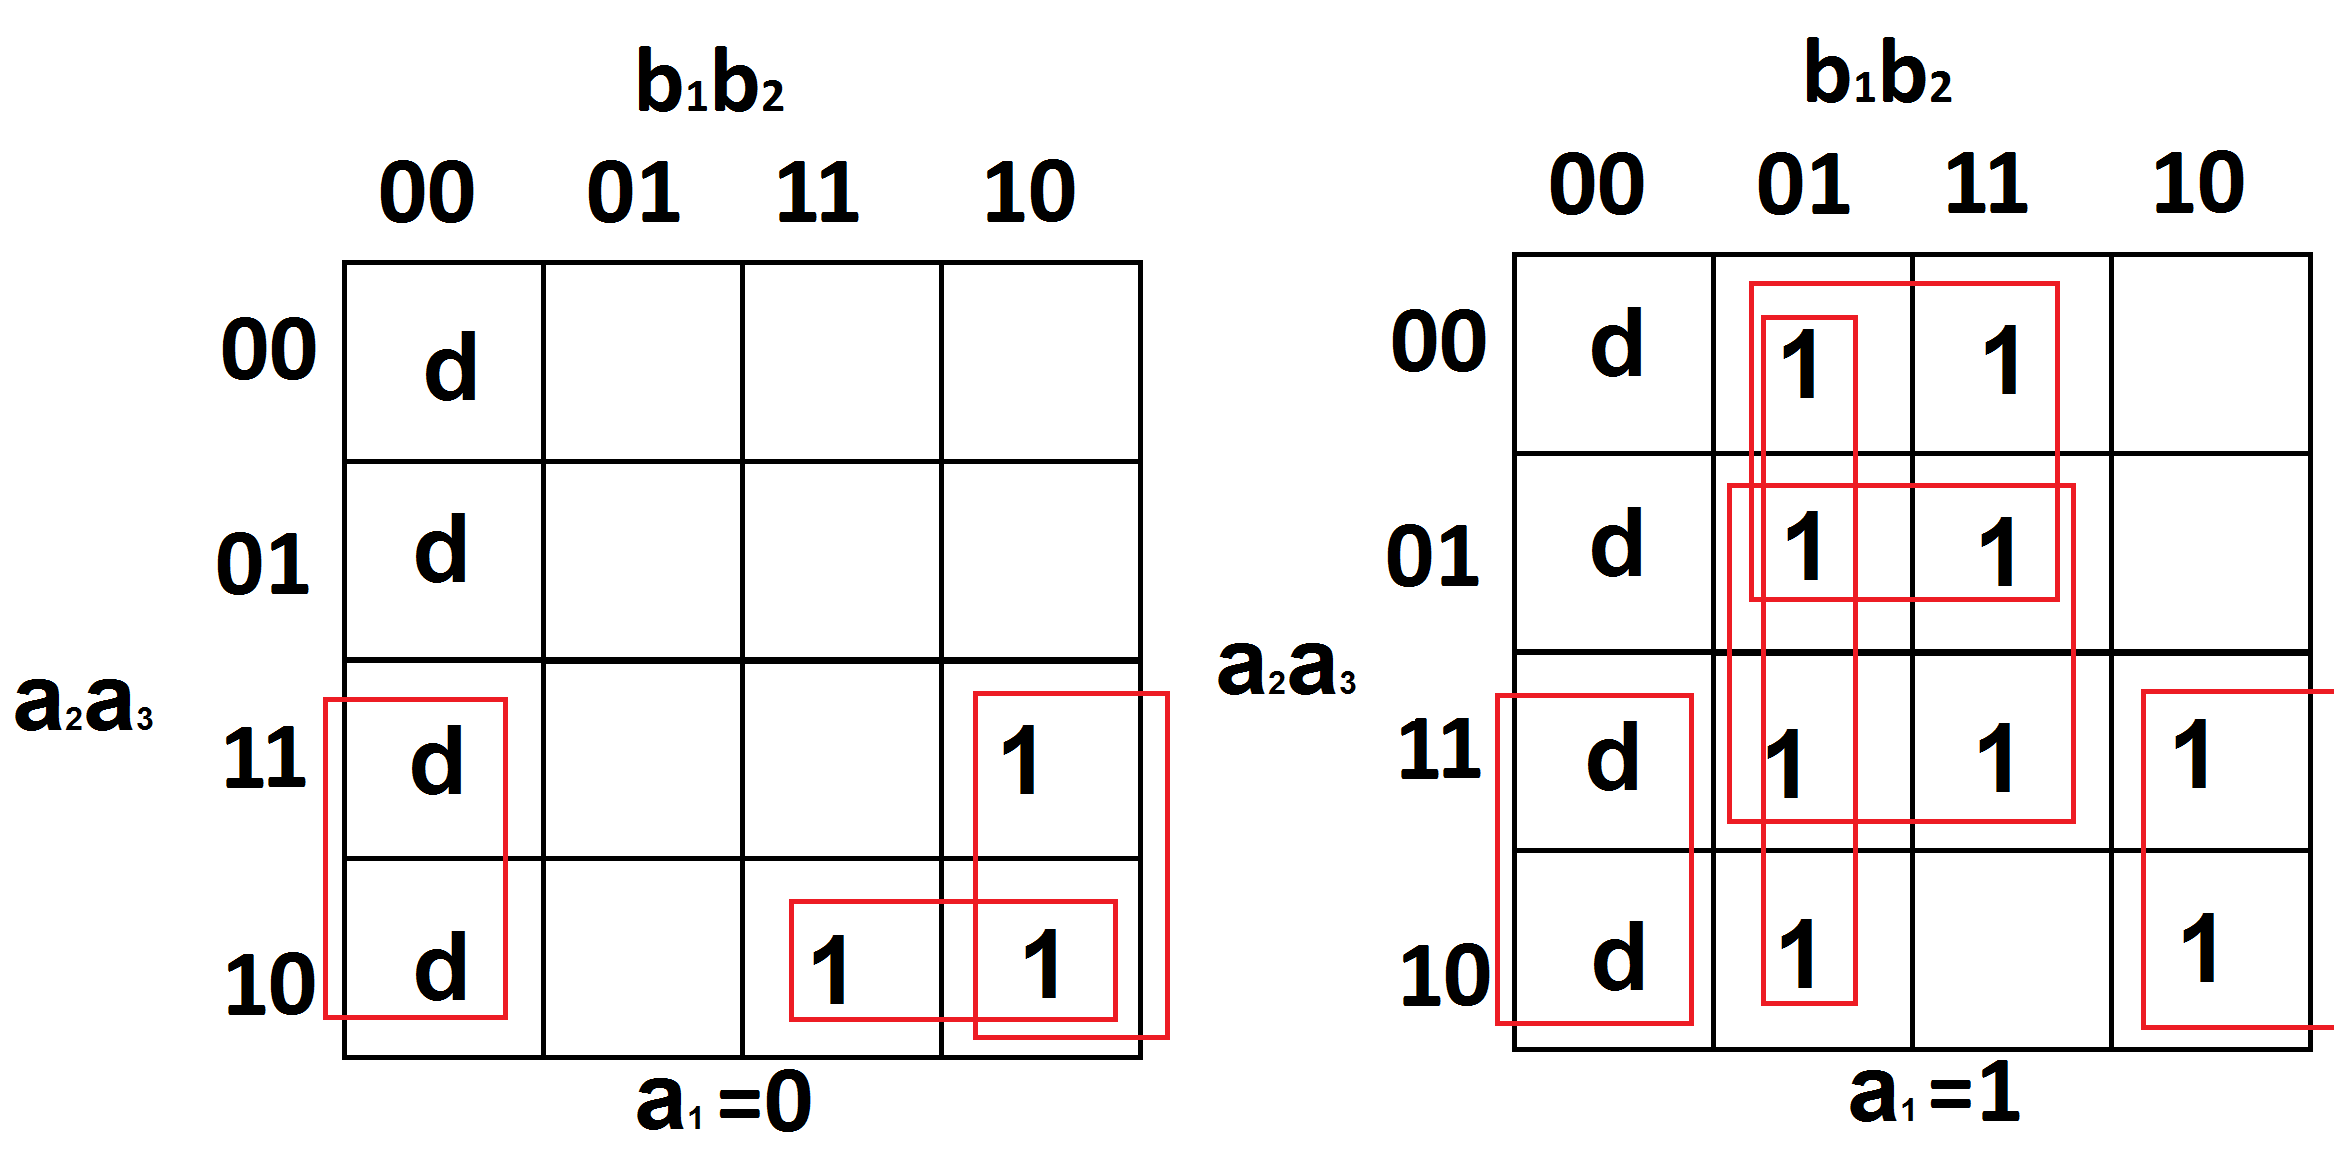 b₁b₂
00 01 11 10
00 d
01 d
a₂a₃
11 d 1
10 d 1 1
a₁ =0
b₁b₂
00 01 11 10
00 d 1 1
01 d 1 1
a₂a₃
11 d 1 1 1
10 d 1 1
a₁ =1